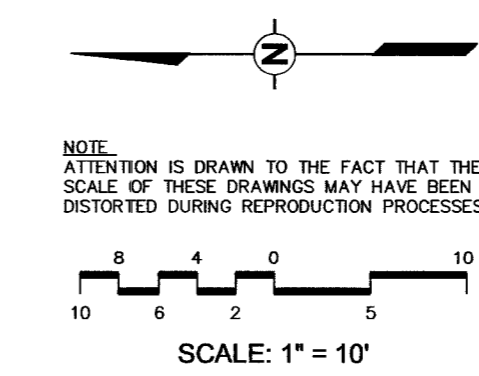 N
NOTE
ATTENTION IS DRAWN TO THE FACT THAT THE
SCALE OF THESE DRAWINGS MAY HAVE BEEN
DISTORTED DURING REPRODUCTION PROCESSES
8 4 0 10
10 6 2 5
SCALE: 1" = 10'